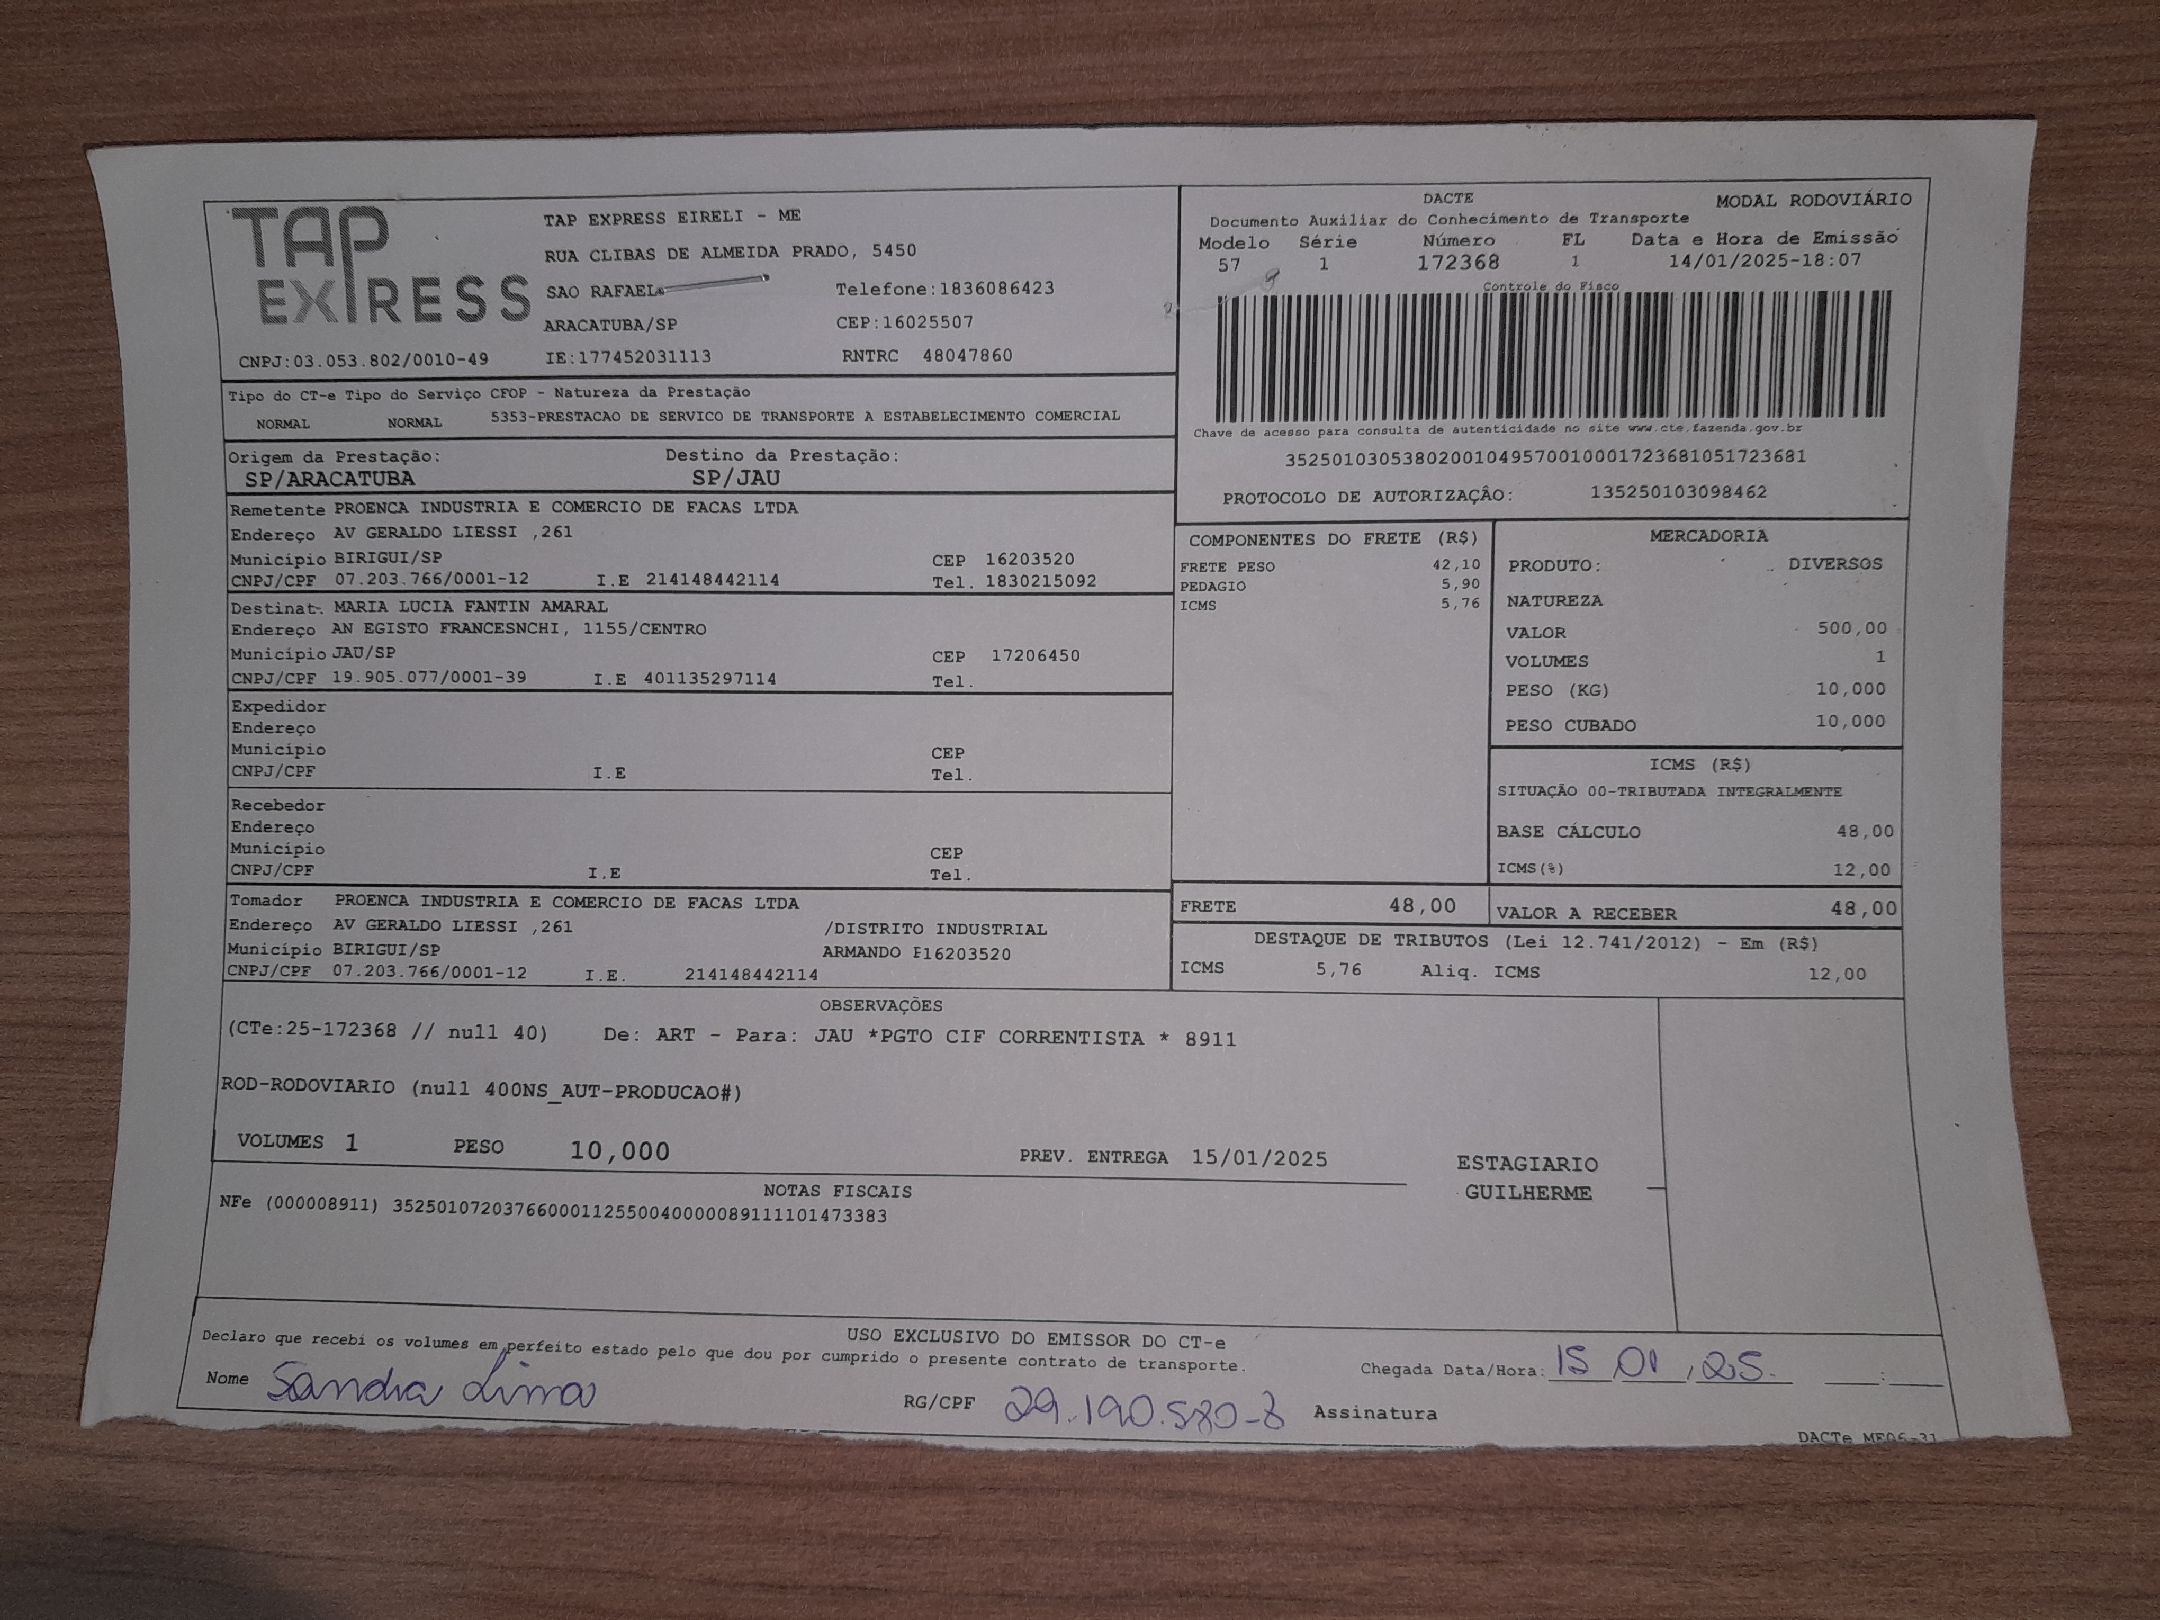 TAP
EXPRESS
TAP EXPRESS EIRELI - ME
RUA CLIBAS DE ALMEIDA PRADO, 5450
SAO RAFAEL Telefone:1836086423
ARACATUBA/SP CEP:16025507
CNPJ:03.053.802/0010-49 IE:177452031113 RNTRC 48047860
DACTE MODAL RODOVIÁRIO
Documento Auxiliar do Conhecimento de Transporte
Modelo Série Número FL Data e Hora de Emissão
57 1 172368 1 14/01/2025-18:07
Controle do Fisco
Chave de acesso para consulta de autenticidade no site www.cte.fazenda.gov.br
35250103053802001049570010001723681051723681
PROTOCOLO DE AUTORIZAÇÂO: 135250103098462
Tipo do CT-e Tipo do Serviço CFOP - Natureza da Prestação
NORMAL NORMAL 5353-PRESTACAO DE SERVICO DE TRANSPORTE A ESTABELECIMENTO COMERCIAL
Origem da Prestação: Destino da Prestação:
SP/ARACATUBA SP/JAU
Remetente PROENCA INDUSTRIA E COMERCIO DE FACAS LTDA
Endereço AV GERALDO LIESSI ,261
Município BIRIGUI/SP CEP 16203520
CNPJ/CPF 07.203.766/0001-12 I.E 214148442114 Tel. 1830215092
Destinat. MARIA LUCIA FANTIN AMARAL
Endereço AN EGISTO FRANCESNCHI, 1155/CENTRO
Município JAU/SP CEP 17206450
CNPJ/CPF 19.905.077/0001-39 I.E 401135297114 Tel.
Expedidor
Endereço
Município CEP
CNPJ/CPF I.E Tel.
Recebedor
Endereço
Município CEP
CNPJ/CPF I.E Tel.
Tomador PROENCA INDUSTRIA E COMERCIO DE FACAS LTDA
Endereço AV GERALDO LIESSI ,261 /DISTRITO INDUSTRIAL
Município BIRIGUI/SP ARMANDO E16203520
CNPJ/CPF 07.203.766/0001-12 I.E. 214148442114
COMPONENTES DO FRETE (R$)
FRETE PESO 42,10
PEDAGIO 5,90
ICMS 5,76
MERCADORIA
PRODUTO: DIVERSOS
NATUREZA
VALOR 500,00
VOLUMES 1
PESO (KG) 10,000
PESO CUBADO 10,000
ICMS (R$)
SITUAÇÃO 00-TRIBUTADA INTEGRALMENTE
BASE CÁLCULO 48,00
ICMS(%) 12,00
FRETE 48,00 VALOR A RECEBER 48,00
DESTAQUE DE TRIBUTOS (Lei 12.741/2012) - Em (R$)
ICMS 5,76 Aliq. ICMS 12,00
OBSERVAÇÕES
(CTe:25-172368 // null 40) De: ART - Para: JAU *PGTO CIF CORRENTISTA * 8911
ROD-RODOVIARIO (null 400NS_AUT-PRODUCAO#)
VOLUMES 1 PESO 10,000 PREV. ENTREGA 15/01/2025
ESTAGIARIO
GUILHERME
NOTAS FISCAIS
NFe (000008911) 35250107203766000112550040000089111101473383
USO EXCLUSIVO DO EMISSOR DO CT-e
Declaro que recebi os volumes em perfeito estado pelo que dou por cumprido o presente contrato de transporte.
Chegada Data/Hora: 15 01 ,25. :
Nome Sandra Lima RG/CPF 29.190.580-8 Assinatura
DACTe